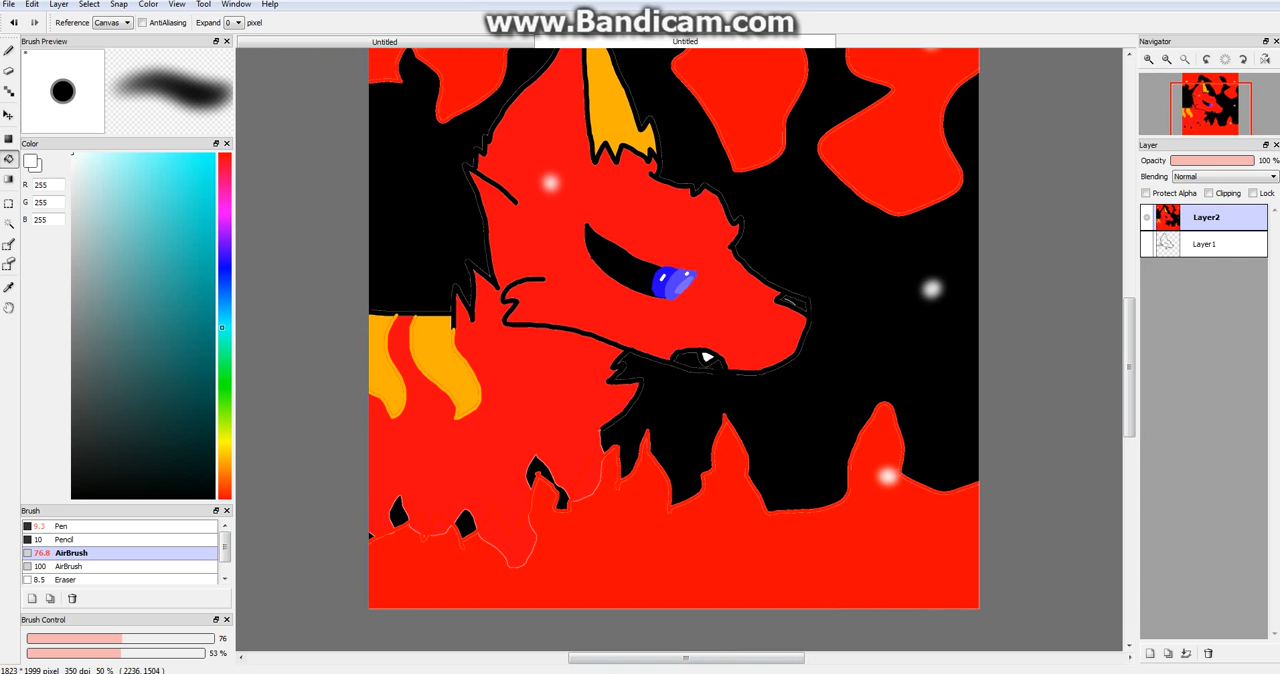 www.Bandicam.com
File Edit Layer Select Snap Color View Tool Window Help
Reference Canvas AntiAliasing Expand 0 pixel
Brush Preview
Untitled Untitled
Navigator
Color
R 255
G 255
B 255
Layer
Opacity 100 %
Blending Normal
Protect Alpha Clipping Lock
Layer2
Layer1
Brush
9.3 Pen
10 Pencil
76.8 AirBrush
100 AirBrush
8.5 Eraser
Brush Control
76
53 %
1823 * 1999 pixel 350 dpi 50 % ( 2236, 1504 )